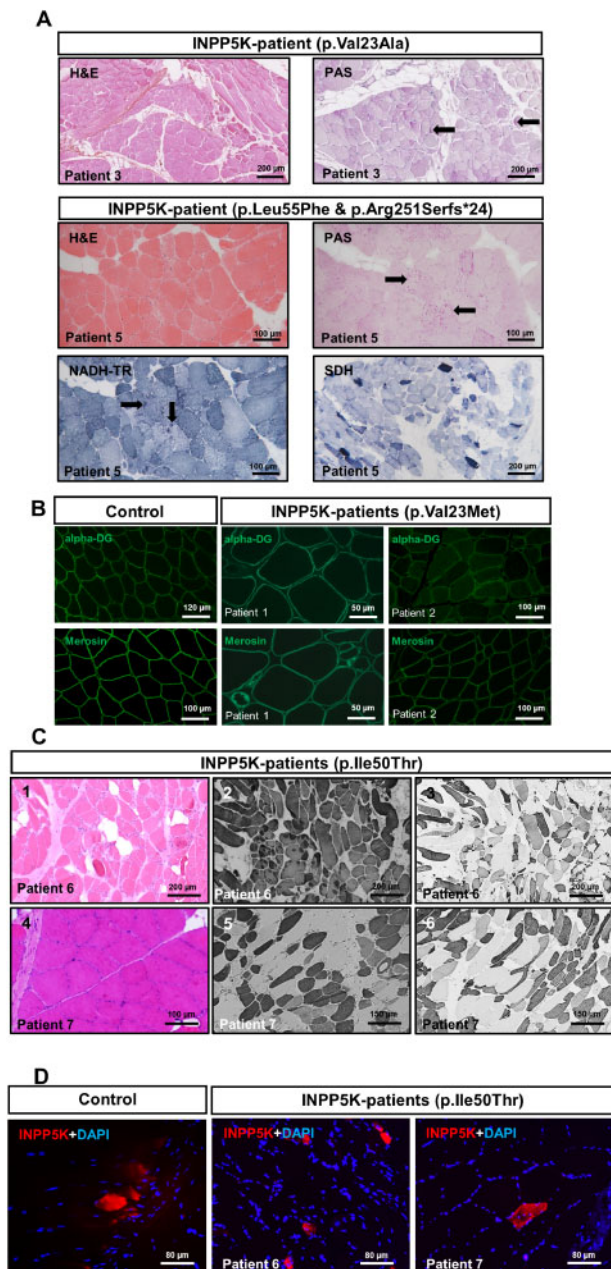 A
INPP5K-patient (p.Val23Ala)
H&E
PAS
200 µm
200 µm
Patient 3
INPP5K-patient (p.Leu55Phe & p.Arg251Serfs*24)
H&E
PAS
Patient 5
100 µm
Patient 5
100 µm
NADH-TR
SDH
Patient 5
100 µm
Patient 5
200 µm
B
Control
INPP5K-patients (p.Val23Met)
alpha-DG
alpha-DG
alpha-DG
120 µm
Patient 1
50 µm
Patient 2
100 µm
Merosin
Merosin
Merosin
100 µm
Patient 1
50 µm
Patient 2
100 µm
C
INPP5K-patients (p.Ile50Thr)
1
2
3
Patient 6
200 µm
Patient 6
200 µm
Patient 6
200 µm
4
5
6
Patient 7
100 µm
Patient 7
150 µm
Patient 7
150 µm
D
Control
INPP5K-patients (p.Ile50Thr)
INPP5K+DAPI
INPP5K+DAPI
INPP5K+DAPI
80 µm
Patient 6
80 µm
Patient 7
80 µm